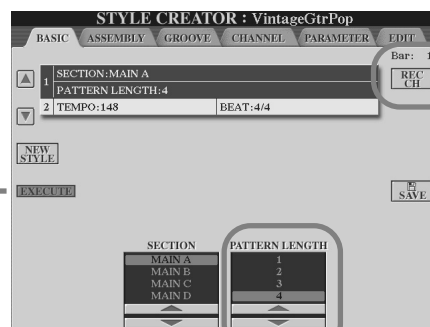 STYLE CREATOR : VintageGtrPop
BASIC ASSEMBLY GROOVE CHANNEL PARAMETER EDIT
Bar: 1
1 SECTION:MAIN A
PATTERN LENGTH:4
REC CH
2 TEMPO:148 BEAT:4/4
NEW STYLE
EXECUTE
SAVE
SECTION PATTERN LENGTH
MAIN A 1
MAIN B 2
MAIN C 3
MAIN D 4